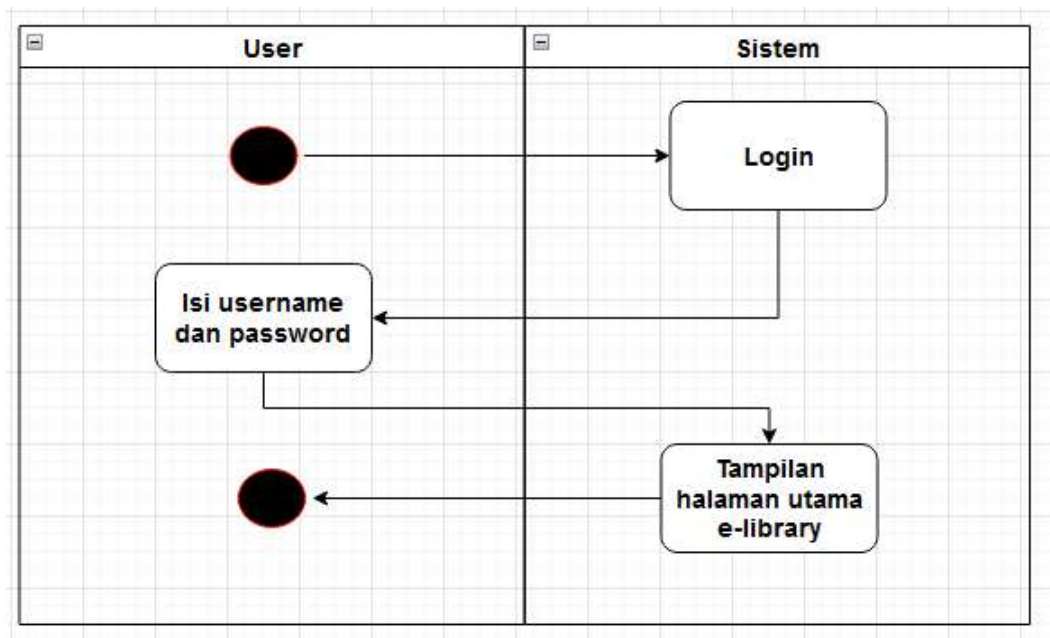 User
Sistem
Login
Isi username
dan password
Tampilan
halaman utama
e-library